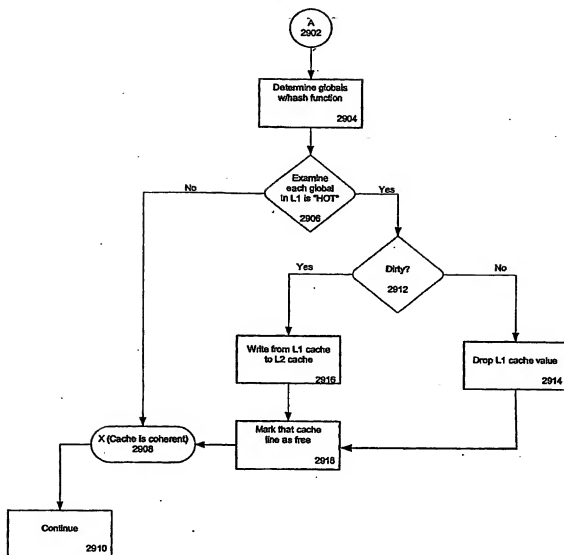 A
2902
Determine globals
w/hash function
2904
Examine
each global
in L1 is "HOT"
2906
No
Yes
Dirty?
2912
Yes
No
Write from L1 cache
to L2 cache
2916
Drop L1 cache value
2914
Mark that cache
line as free
2918
X (Cache is coherent)
2908
Continue
2910